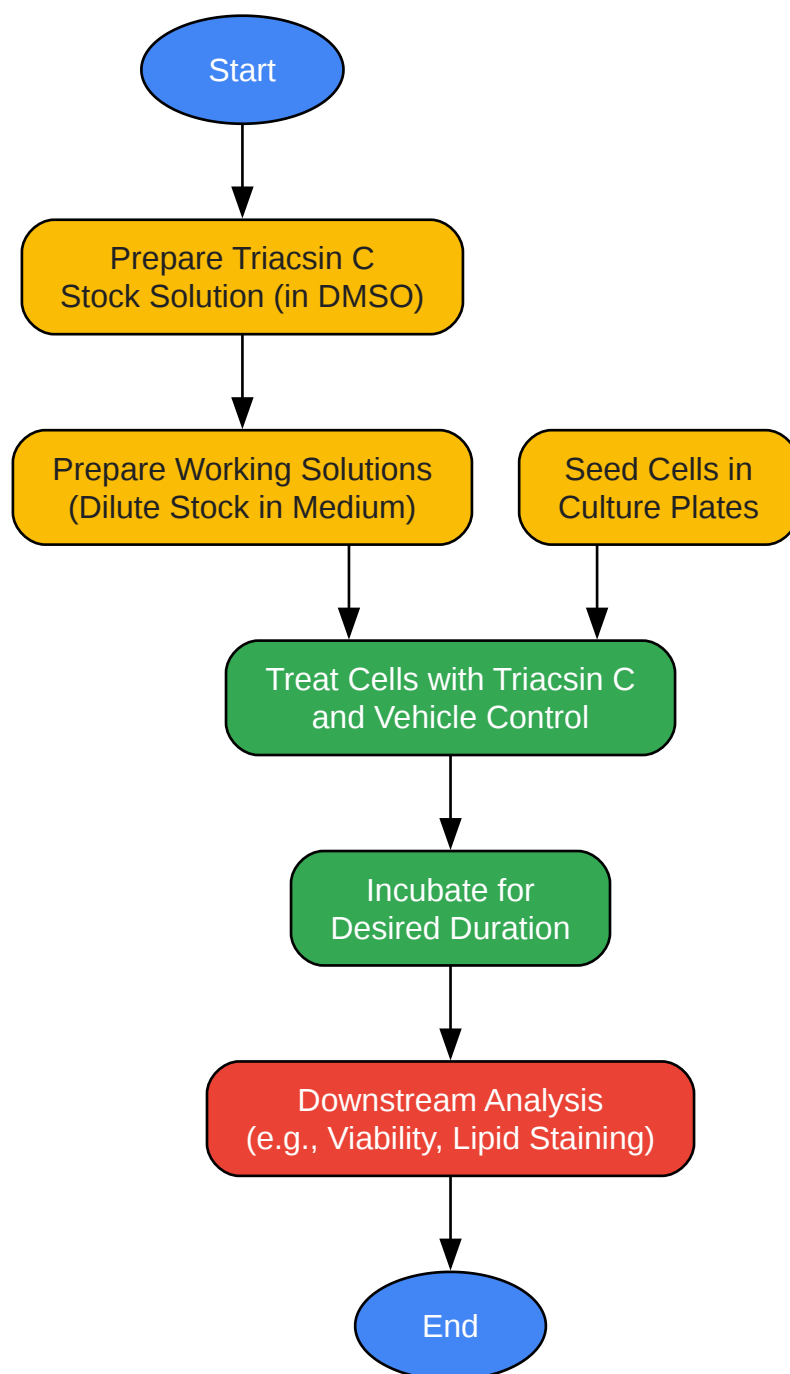 Start
Prepare Triacsin C
Stock Solution (in DMSO)
Prepare Working Solutions
(Dilute Stock in Medium)
Seed Cells in
Culture Plates
Treat Cells with Triacsin C
and Vehicle Control
Incubate for
Desired Duration
Downstream Analysis
(e.g., Viability, Lipid Staining)
End